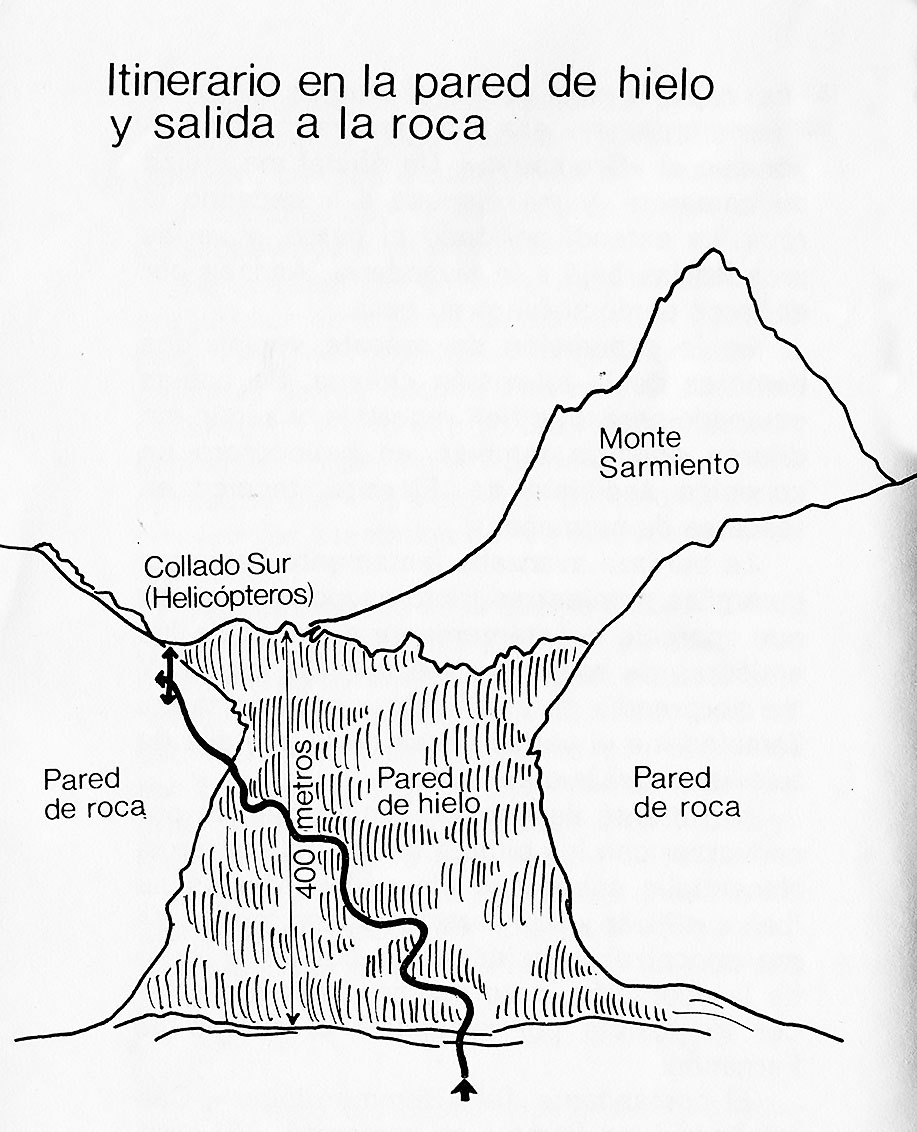 Itinerario en la pared de hielo
y salida a la roca
Monte
Sarmiento
Collado Sur
(Helicópteros)
Pared
de roca
400 metros
Pared
de hielo
Pared
de roca